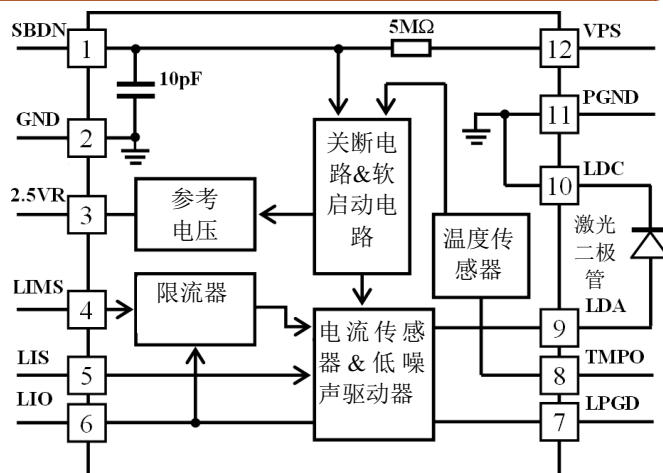 SBDN
1
5MΩ
12
VPS
10pF
GND
2
11
PGND
关断电
路&软
启动电
路
2.5VR
3
参考
电压
10
LDC
温度传
感器
激光
二极
管
LIMS
4
限流器
电流传感
器&低噪
声驱动器
9
LDA
LIS
5
8
TMPO
LIO
6
7
LPGD